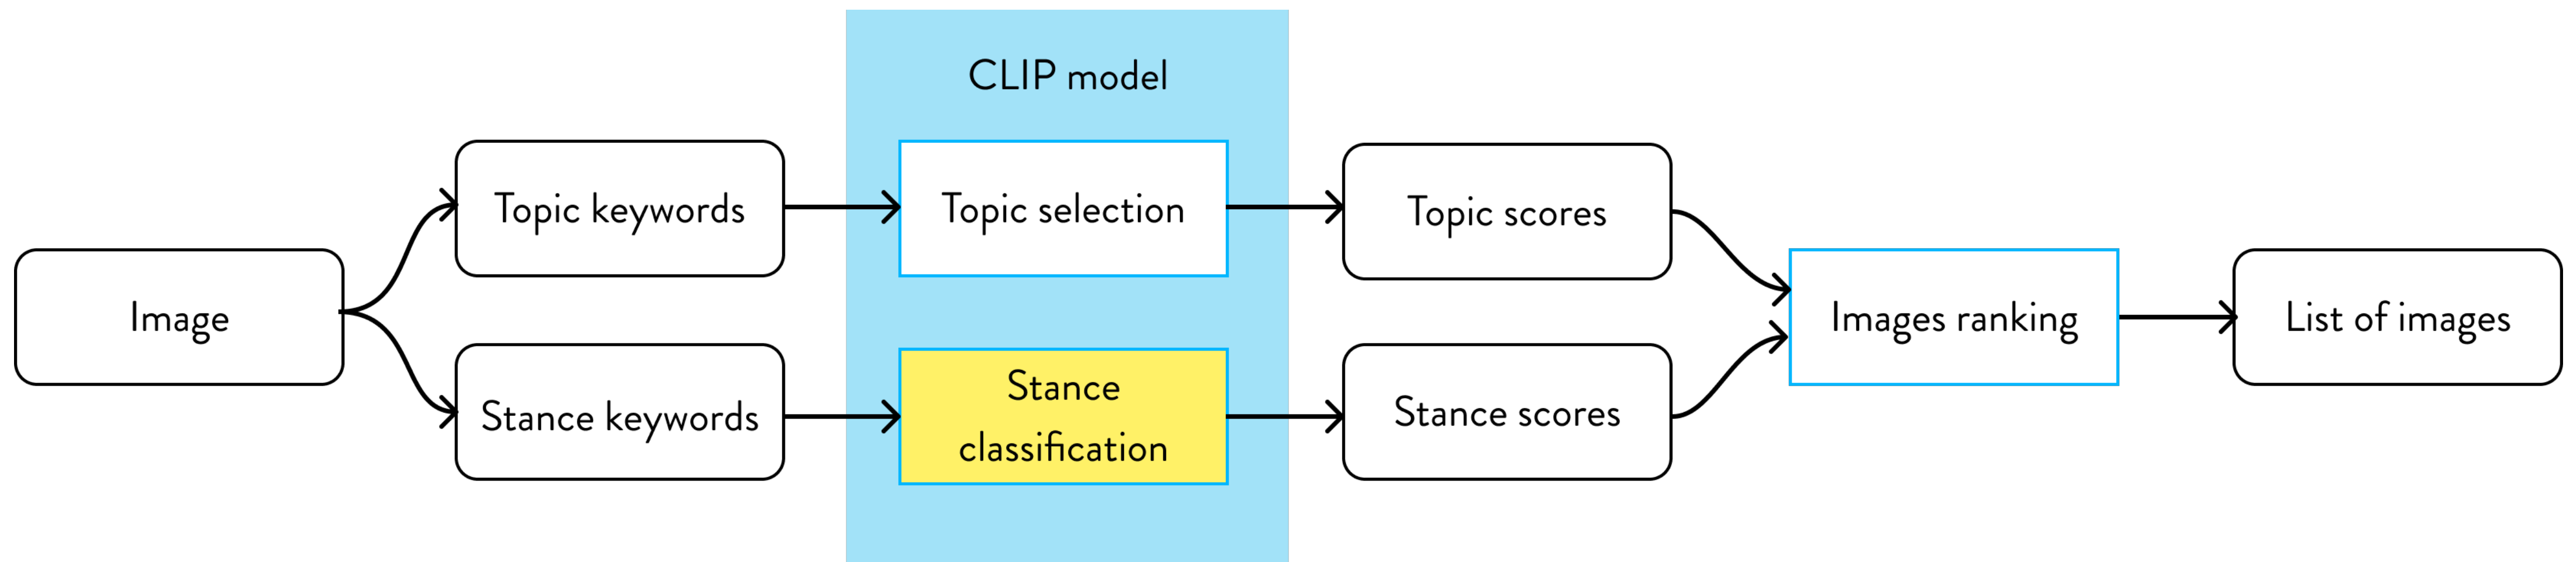 CLIP model
Image
Topic keywords
Topic selection
Topic scores
Stance keywords
Stance
classification
Stance scores
Images ranking
List of images